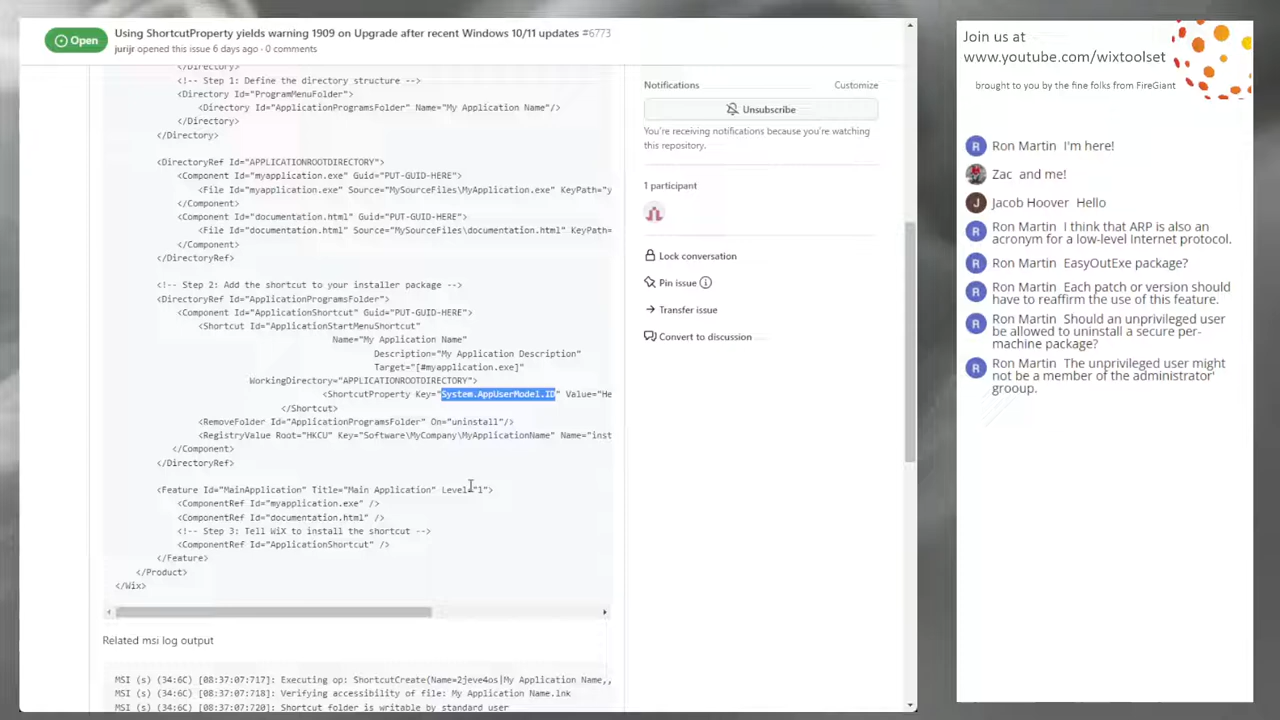 Open
Using ShortcutProperty yields warning 1909 on Upgrade after recent Windows 10/11 updates #6773
jurijr opened this issue 6 days ago · 0 comments
</Directory>
<!-- Step 1: Define the directory structure -->
<Directory Id="ProgramMenuFolder">
<Directory Id="ApplicationProgramsFolder" Name="My Application Name"/>
</Directory>
</Directory>
<DirectoryRef Id="APPLICATIONROOTDIRECTORY">
<Component Id="myapplication.exe" Guid="PUT-GUID-HERE">
<File Id="myapplication.exe" Source="MySourceFiles\MyApplication.exe" KeyPath="y
</Component>
<Component Id="documentation.html" Guid="PUT-GUID-HERE">
<File Id="documentation.html" Source="MySourceFiles\documentation.html" KeyPath=
</Component>
</DirectoryRef>
<!-- Step 2: Add the shortcut to your installer package -->
<DirectoryRef Id="ApplicationProgramsFolder">
<Component Id="ApplicationShortcut" Guid="PUT-GUID-HERE">
<Shortcut Id="ApplicationStartMenuShortcut"
Name="My Application Name"
Description="My Application Description"
Target="[#myapplication.exe]"
WorkingDirectory="APPLICATIONROOTDIRECTORY">
<ShortcutProperty Key="System.AppUserModel.ID" Value="He
</Shortcut>
<RemoveFolder Id="ApplicationProgramsFolder" On="uninstall"/>
<RegistryValue Root="HKCU" Key="Software\MyCompany\MyApplicationName" Name="inst
</Component>
</DirectoryRef>
<Feature Id="MainApplication" Title="Main Application" Level="1">
<ComponentRef Id="myapplication.exe" />
<ComponentRef Id="documentation.html" />
<!-- Step 3: Tell WiX to install the shortcut -->
<ComponentRef Id="ApplicationShortcut" />
</Feature>
</Product>
</Wix>
Related msi log output
MSI (s) (34:6C) [08:37:07:717]: Executing op: ShortcutCreate(Name=2jeve4os|My Application Name,,
MSI (s) (34:6C) [08:37:07:718]: Verifying accessibility of file: My Application Name.lnk
MSI (s) (34:6C) [08:37:07:720]: Shortcut folder is writable by standard user
Notifications
Customize
Unsubscribe
You're receiving notifications because you're watching
this repository.
1 participant
Lock conversation
Pin issue
Transfer issue
Convert to discussion
Join us at
www.youtube.com/wixtoolset
brought to you by the fine folks from FireGiant
R Ron Martin I'm here!
Zac and me!
J Jacob Hoover Hello
R Ron Martin I think that ARP is also an
acronym for a low-level Internet protocol.
R Ron Martin EasyOutExe package?
R Ron Martin Each patch or version should
have to reaffirm the use of this feature.
R Ron Martin Should an unprivileged user
be allowed to uninstall a secure per-
machine package?
R Ron Martin The unprivileged user might
not be a member of the administrator'
grooup.